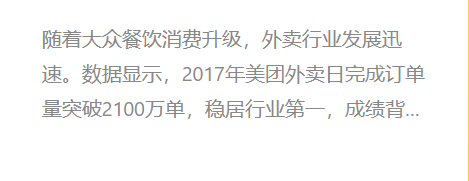 随着大众餐饮消费升级，外卖行业发展迅
速。数据显示，2017年美团外卖日完成订单
量突破2100万单，稳居行业第一，成绩背...